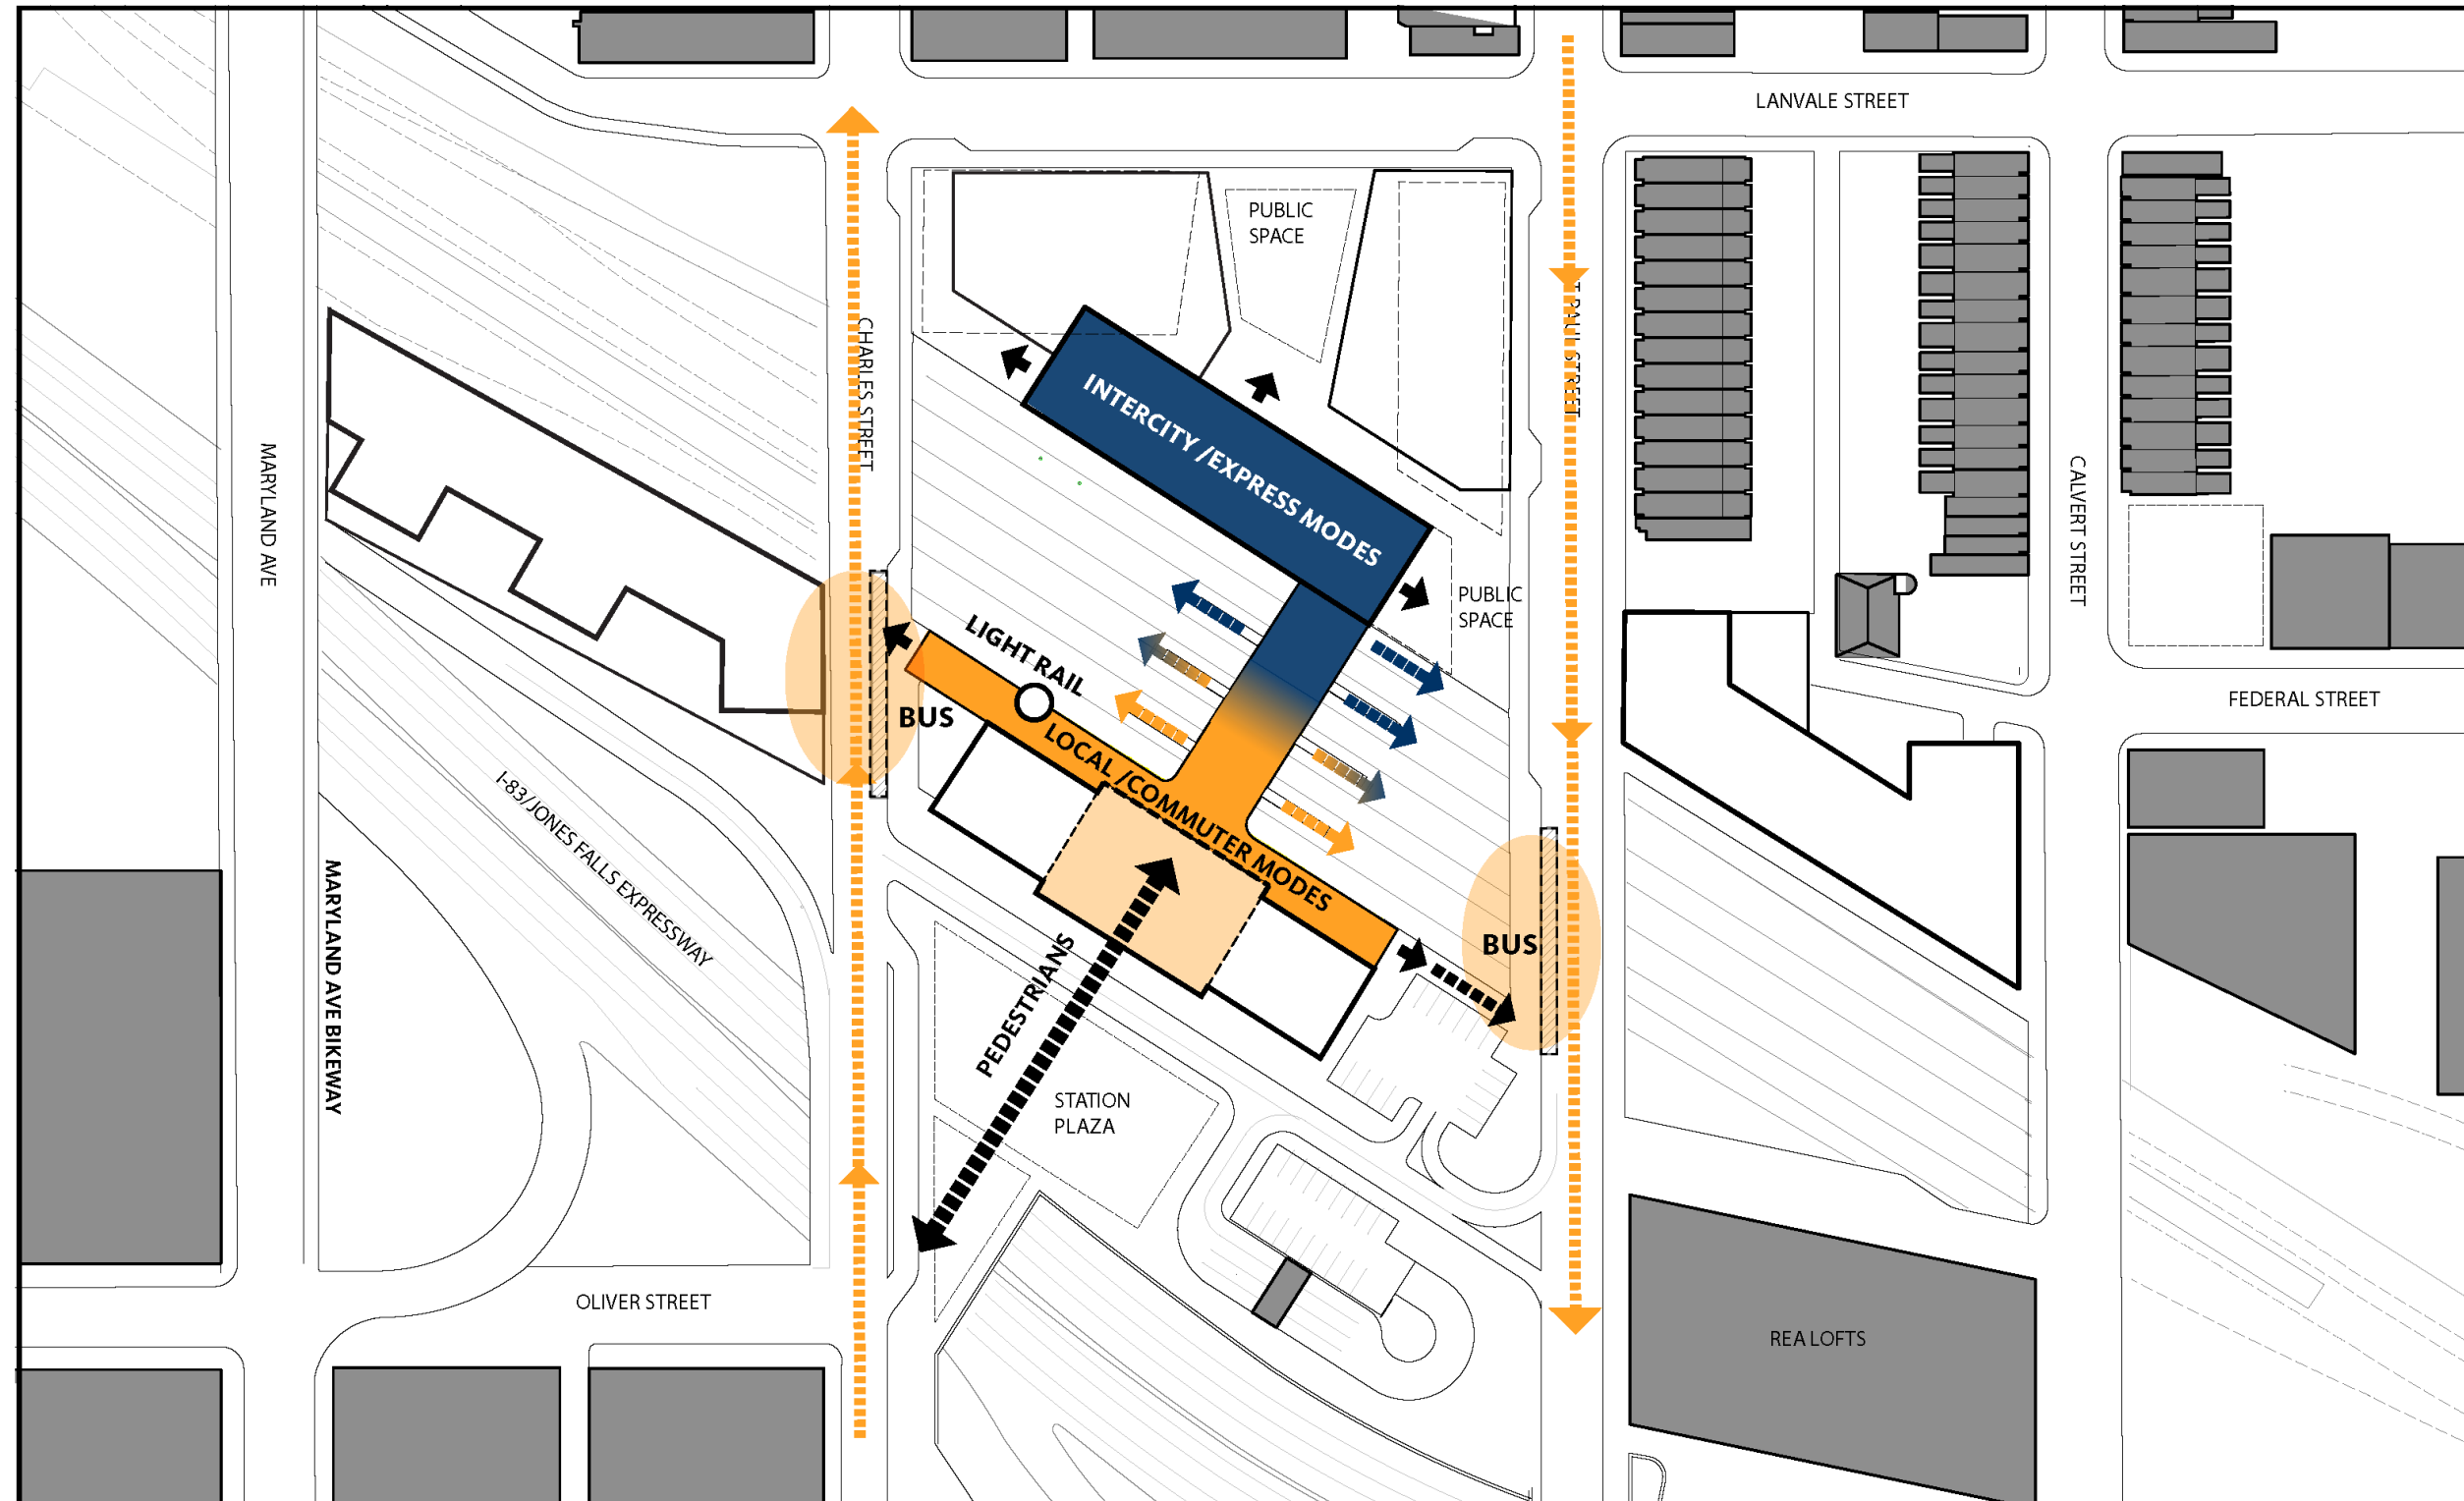 LANVALE STREET
PUBLIC
SPACE
CHARLES STREET
T PAUL STREET
INTERCITY /EXPRESS MODES
MARYLAND AVE
CALVERT STREET
PUBLIC
SPACE
LIGHT RAIL
BUS
FEDERAL STREET
LOCAL /COMMUTER MODES
I-83/JONES FALLS EXPRESSWAY
MARYLAND AVE BIKEWAY
BUS
PEDESTRIANS
STATION
PLAZA
OLIVER STREET
REA LOFTS